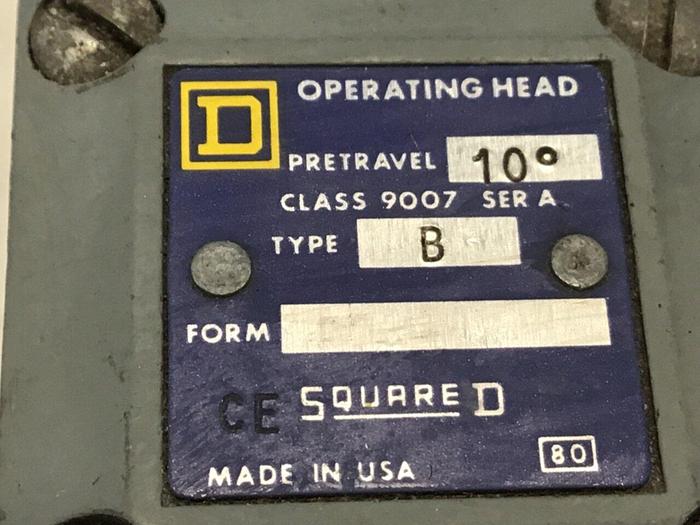 D OPERATING HEAD
PRETRAVEL 10°
CLASS 9007 SER A
TYPE B
FORM
CE SQUARE D
MADE IN USA 80